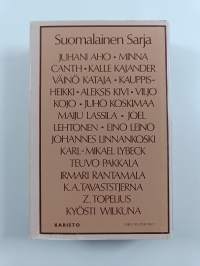 Suomalainen Sarja
JUHANI AHO • MINNA
CANTH • KALLE KAJANDER
VÄINÖ KATAJA • KAUPPIS-
HEIKKI • ALEKSIS KIVI • VILJO
KOJO • JUHO KOSKIMAA
MAIJU LASSILA • JOEL
LEHTONEN • EINO LEINO
JOHANNES LINNANKOSKI
KARL-MIKAEL LYBECK
TEUVO PAKKALA
IRMARI RANTAMALA
K.A. TAVASTSTJERNA
Z. TOPELIUS
KYÖSTI WILKUNA
KARISTO